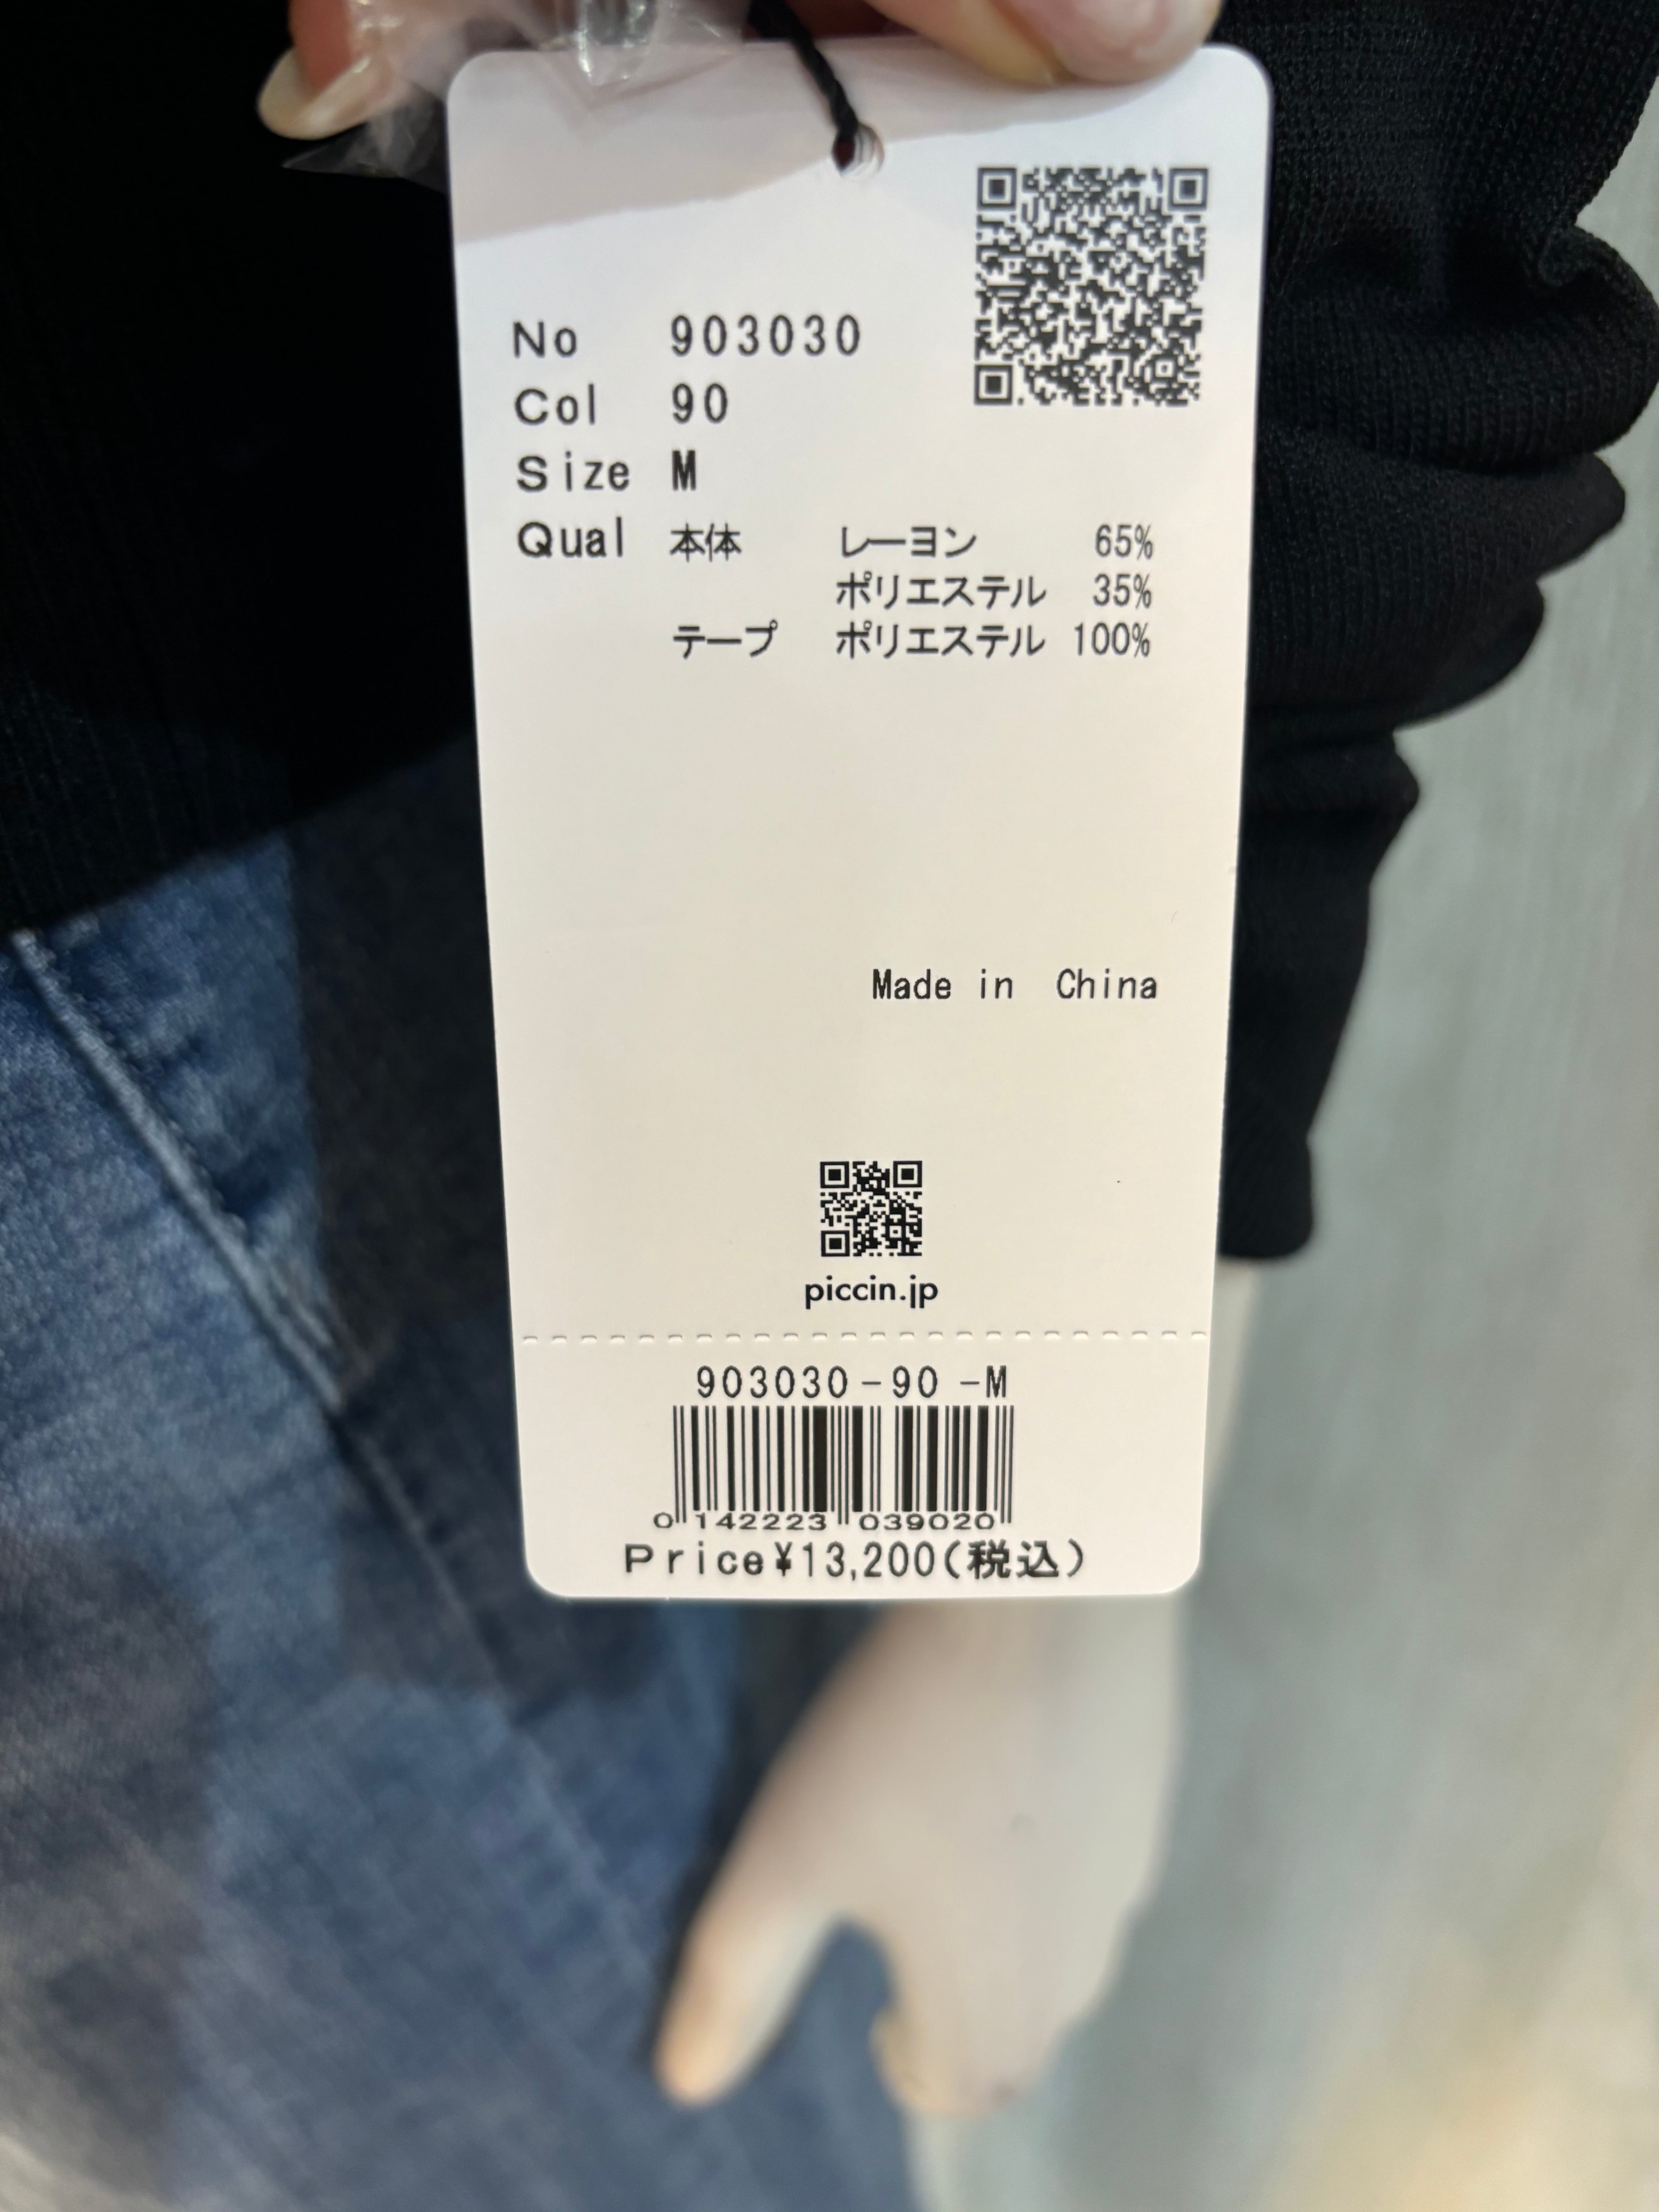 No 903030
Col 90
Size M
Qual 本体 レーヨン 65%
ポリエステル 35%
テープ ポリエステル 100%
Made in China
piccin.jp
903030-90 -M
0 142223 039020
Price¥13,200(税込)